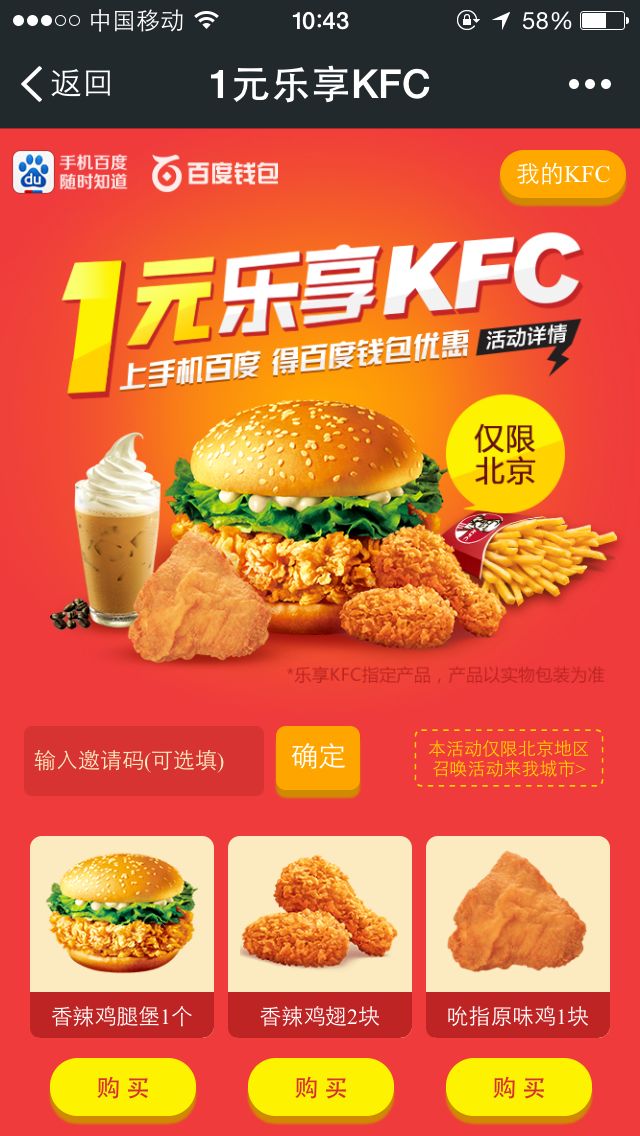 中国移动 10:43 58%
返回 1元乐享KFC
手机百度
随时知道
百度钱包
我的KFC
1元乐享KFC
上手机百度 得百度钱包优惠 活动详情
仅限
北京
KFC
*乐享KFC指定产品，产品以实物包装为准
输入邀请码(可选填) 确定
本活动仅限北京地区
召唤活动来我城市>
香辣鸡腿堡1个 香辣鸡翅2块 吮指原味鸡1块
购买 购买 购买